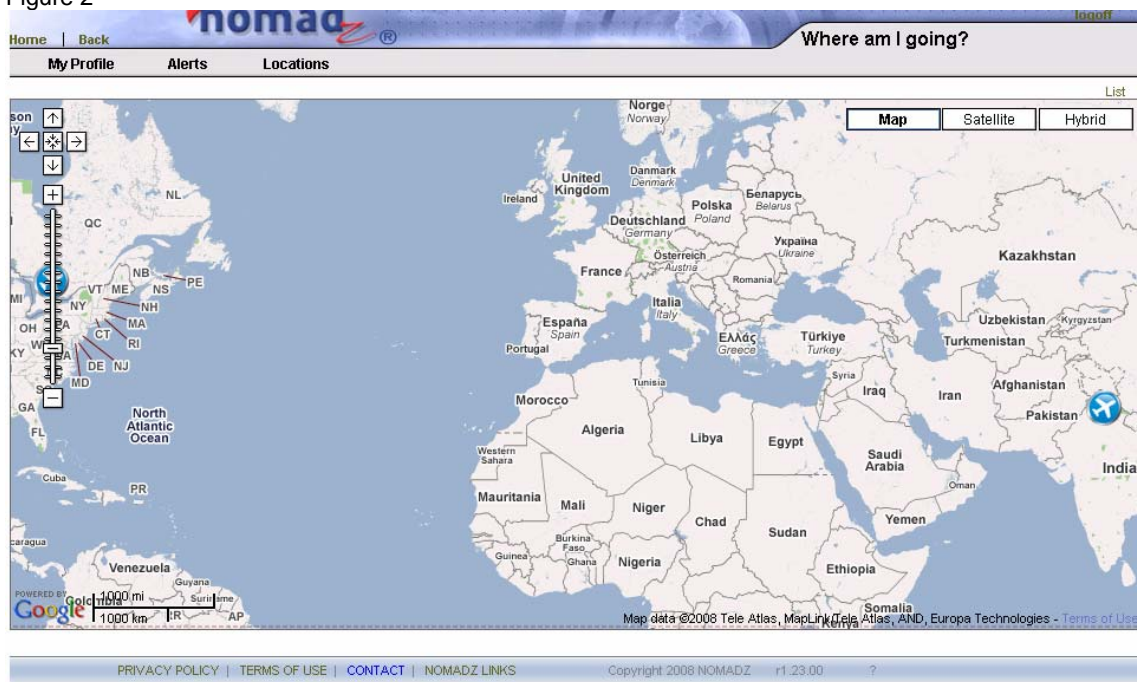 Figure 2
nomadz ®
logoff
Home | Back
Where am I going?
My Profile Alerts Locations
List
Map Satellite Hybrid
Norge
Norway
NL
QC
United
Kingdom
Ireland
Danmark
Denmark
Polska
Poland
Беларусь
Belarus
Deutschland
Germany
Österreich
Austria
Україна
Ukraine
Kazakhstan
France
Romania
NB
PE
NS
VT ME
MI
NY
NH
MA
OH
CT
RI
DE NJ
KY
MD
GA
FL
Italia
Italy
España
Spain
Portugal
Ελλάς
Greece
Türkiye
Turkey
Uzbekistan
Kyrgyzstan
Turkmenistan
Syria
Iraq
Iran
Afghanistan
Pakistan
India
Tunisia
Morocco
North
Atlantic
Ocean
Algeria
Libya
Egypt
Saudi
Arabia
Oman
Western
Sahara
Cuba
PR
Mauritania
Mali
Niger
Chad
Sudan
Yemen
Burkina
Faso
Guinea
Ghana
Nigeria
Ethiopia
Somalia
Kenya
Venezuela
Guyana
Suriname
Colombia
RR
AP
POWERED BY
Google
1000 mi
1000 km
Map data ©2008 Tele Atlas, MapLink/Tele Atlas, AND, Europa Technologies - Terms of Use
PRIVACY POLICY | TERMS OF USE | CONTACT | NOMADZ LINKS Copyright 2008 NOMADZ r1.23.00 ?